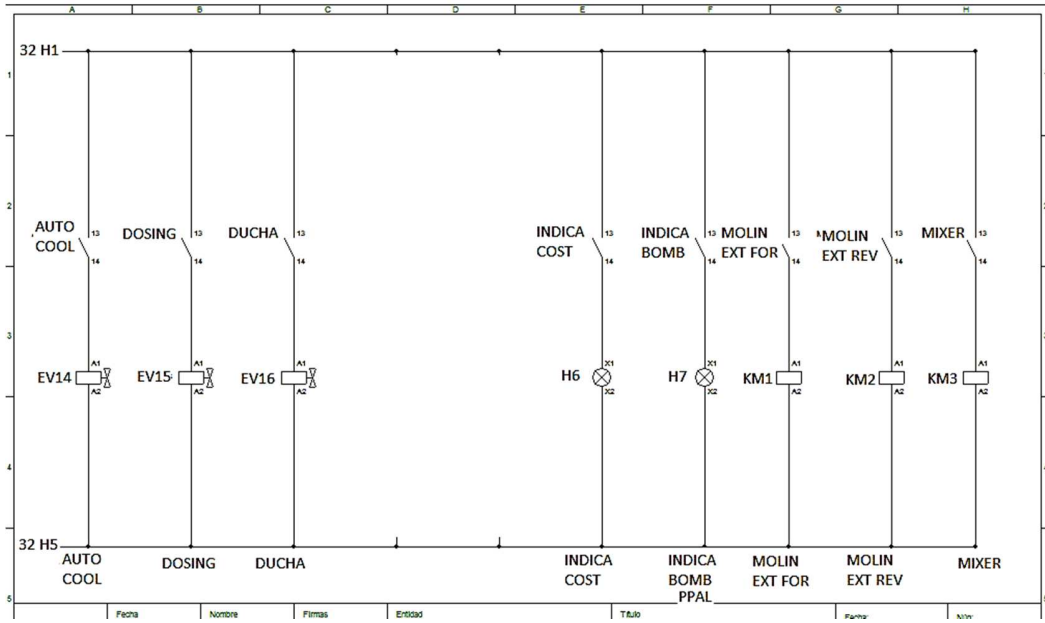 A B C D E F G H
32 H1
1
2
AUTO
COOL
13
14
DOSING
13
14
DUCHA
13
14
INDICA
COST
13
14
INDICA
BOMB
13
14
MOLIN
EXT FOR
13
14
MOLIN
EXT REV
13
14
MIXER
13
14
3
EV14
A1
A2
EV15
A1
A2
EV16
A1
A2
H6
X1
X2
H7
X1
X2
KM1
A1
A2
KM2
A1
A2
KM3
A1
A2
4
32 H5
AUTO
COOL
DOSING
DUCHA
INDICA
COST
INDICA
BOMB
PPAL
MOLIN
EXT FOR
MOLIN
EXT REV
MIXER
5
Fecha Nombre Firmas Entidad Título Fecha: Núm: